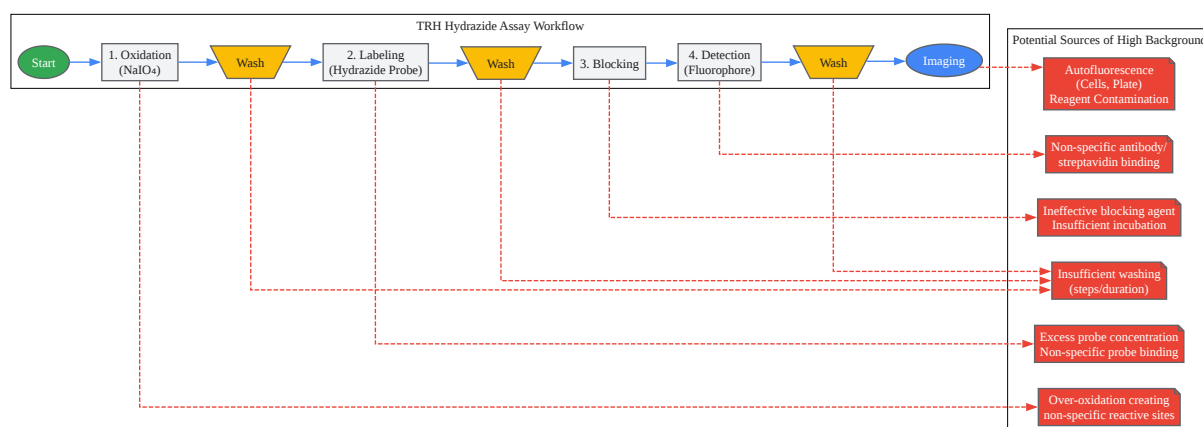 TRH Hydrazide Assay Workflow
Start
1. Oxidation
(NaIO₄)
Wash
2. Labeling
(Hydrazide Probe)
Wash
3. Blocking
4. Detection
(Fluorophore)
Wash
Imaging
Potential Sources of High Background
Autofluorescence
(Cells, Plate)
Reagent Contamination
Non-specific antibody/
streptavidin binding
Ineffective blocking agent
Insufficient incubation
Insufficient washing
(steps/duration)
Excess probe concentration
Non-specific probe binding
Over-oxidation creating
non-specific reactive sites